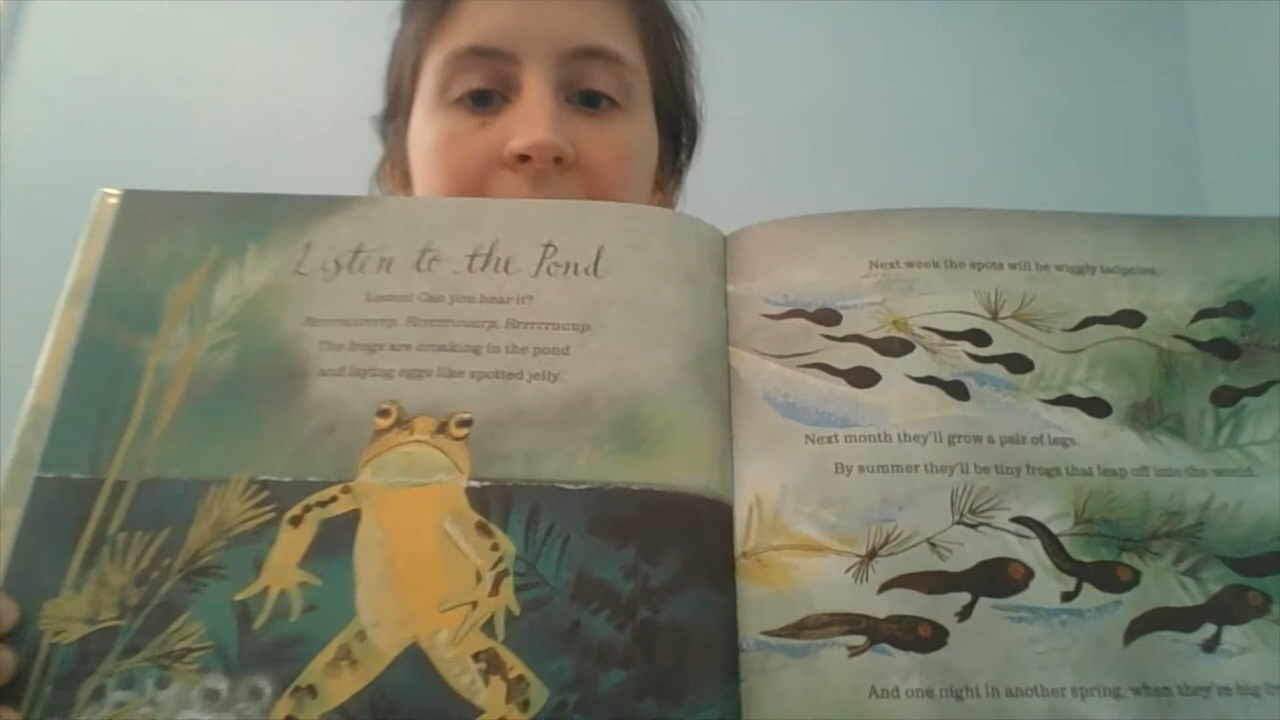 Listen to the Pond
Listen! Can you hear it?
The frogs are croaking in the pond
and laying eggs like spotted jelly.
Next week the spots will be wiggly tadpoles.
Next month they'll grow a pair of legs.
By summer they'll be tiny frogs that leap off into the world.
And one night in another spring, when they're big